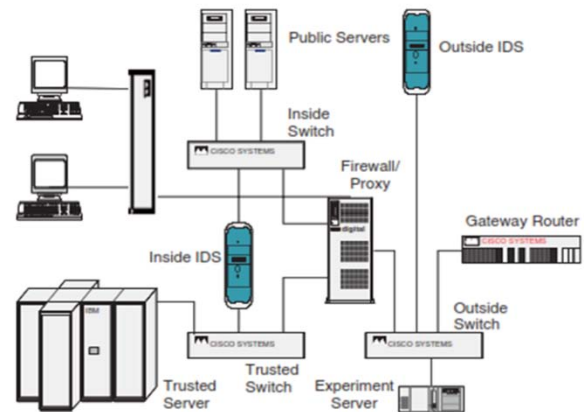 Public Servers
Outside IDS
Inside
Switch
CISCO SYSTEMS
Firewall/
Proxy
digital
Gateway Router
CISCO SYSTEMS
Inside IDS
IBM
Outside
Switch
CISCO SYSTEMS
CISCO SYSTEMS
Trusted
Server
Trusted
Switch
Experiment
Server